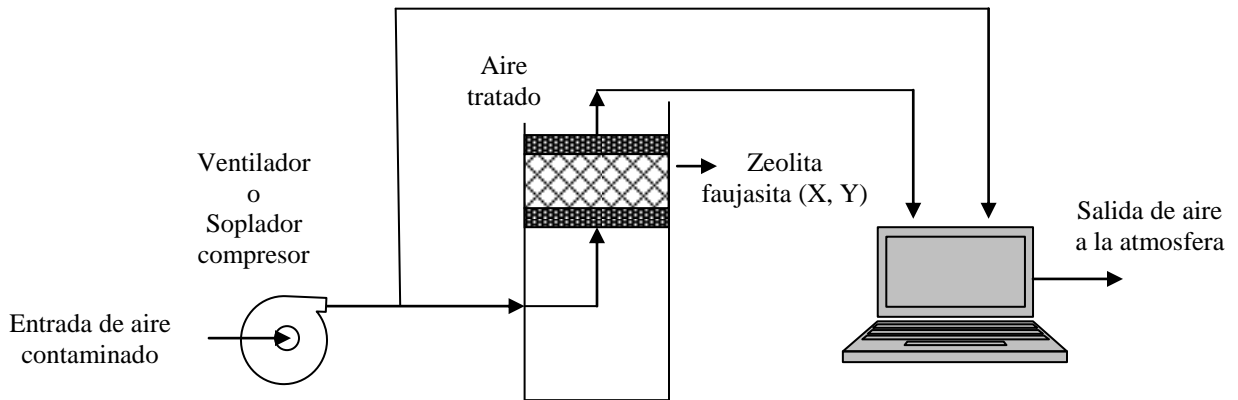 Aire
tratado
Ventilador
o
Soplador
compresor
Zeolita
faujasita (X, Y)
Salida de aire
a la atmosfera
Entrada de aire
contaminado